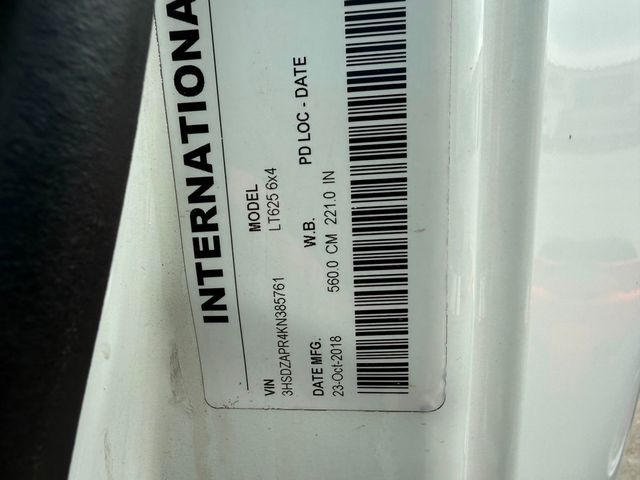 INTERNATIONA
VIN MODEL
3HSDZAPR4KN385761 LT625 6x4
DATE MFG. W.B. PD LOC - DATE
23-Oct-2018 560.0 CM 221.0 IN